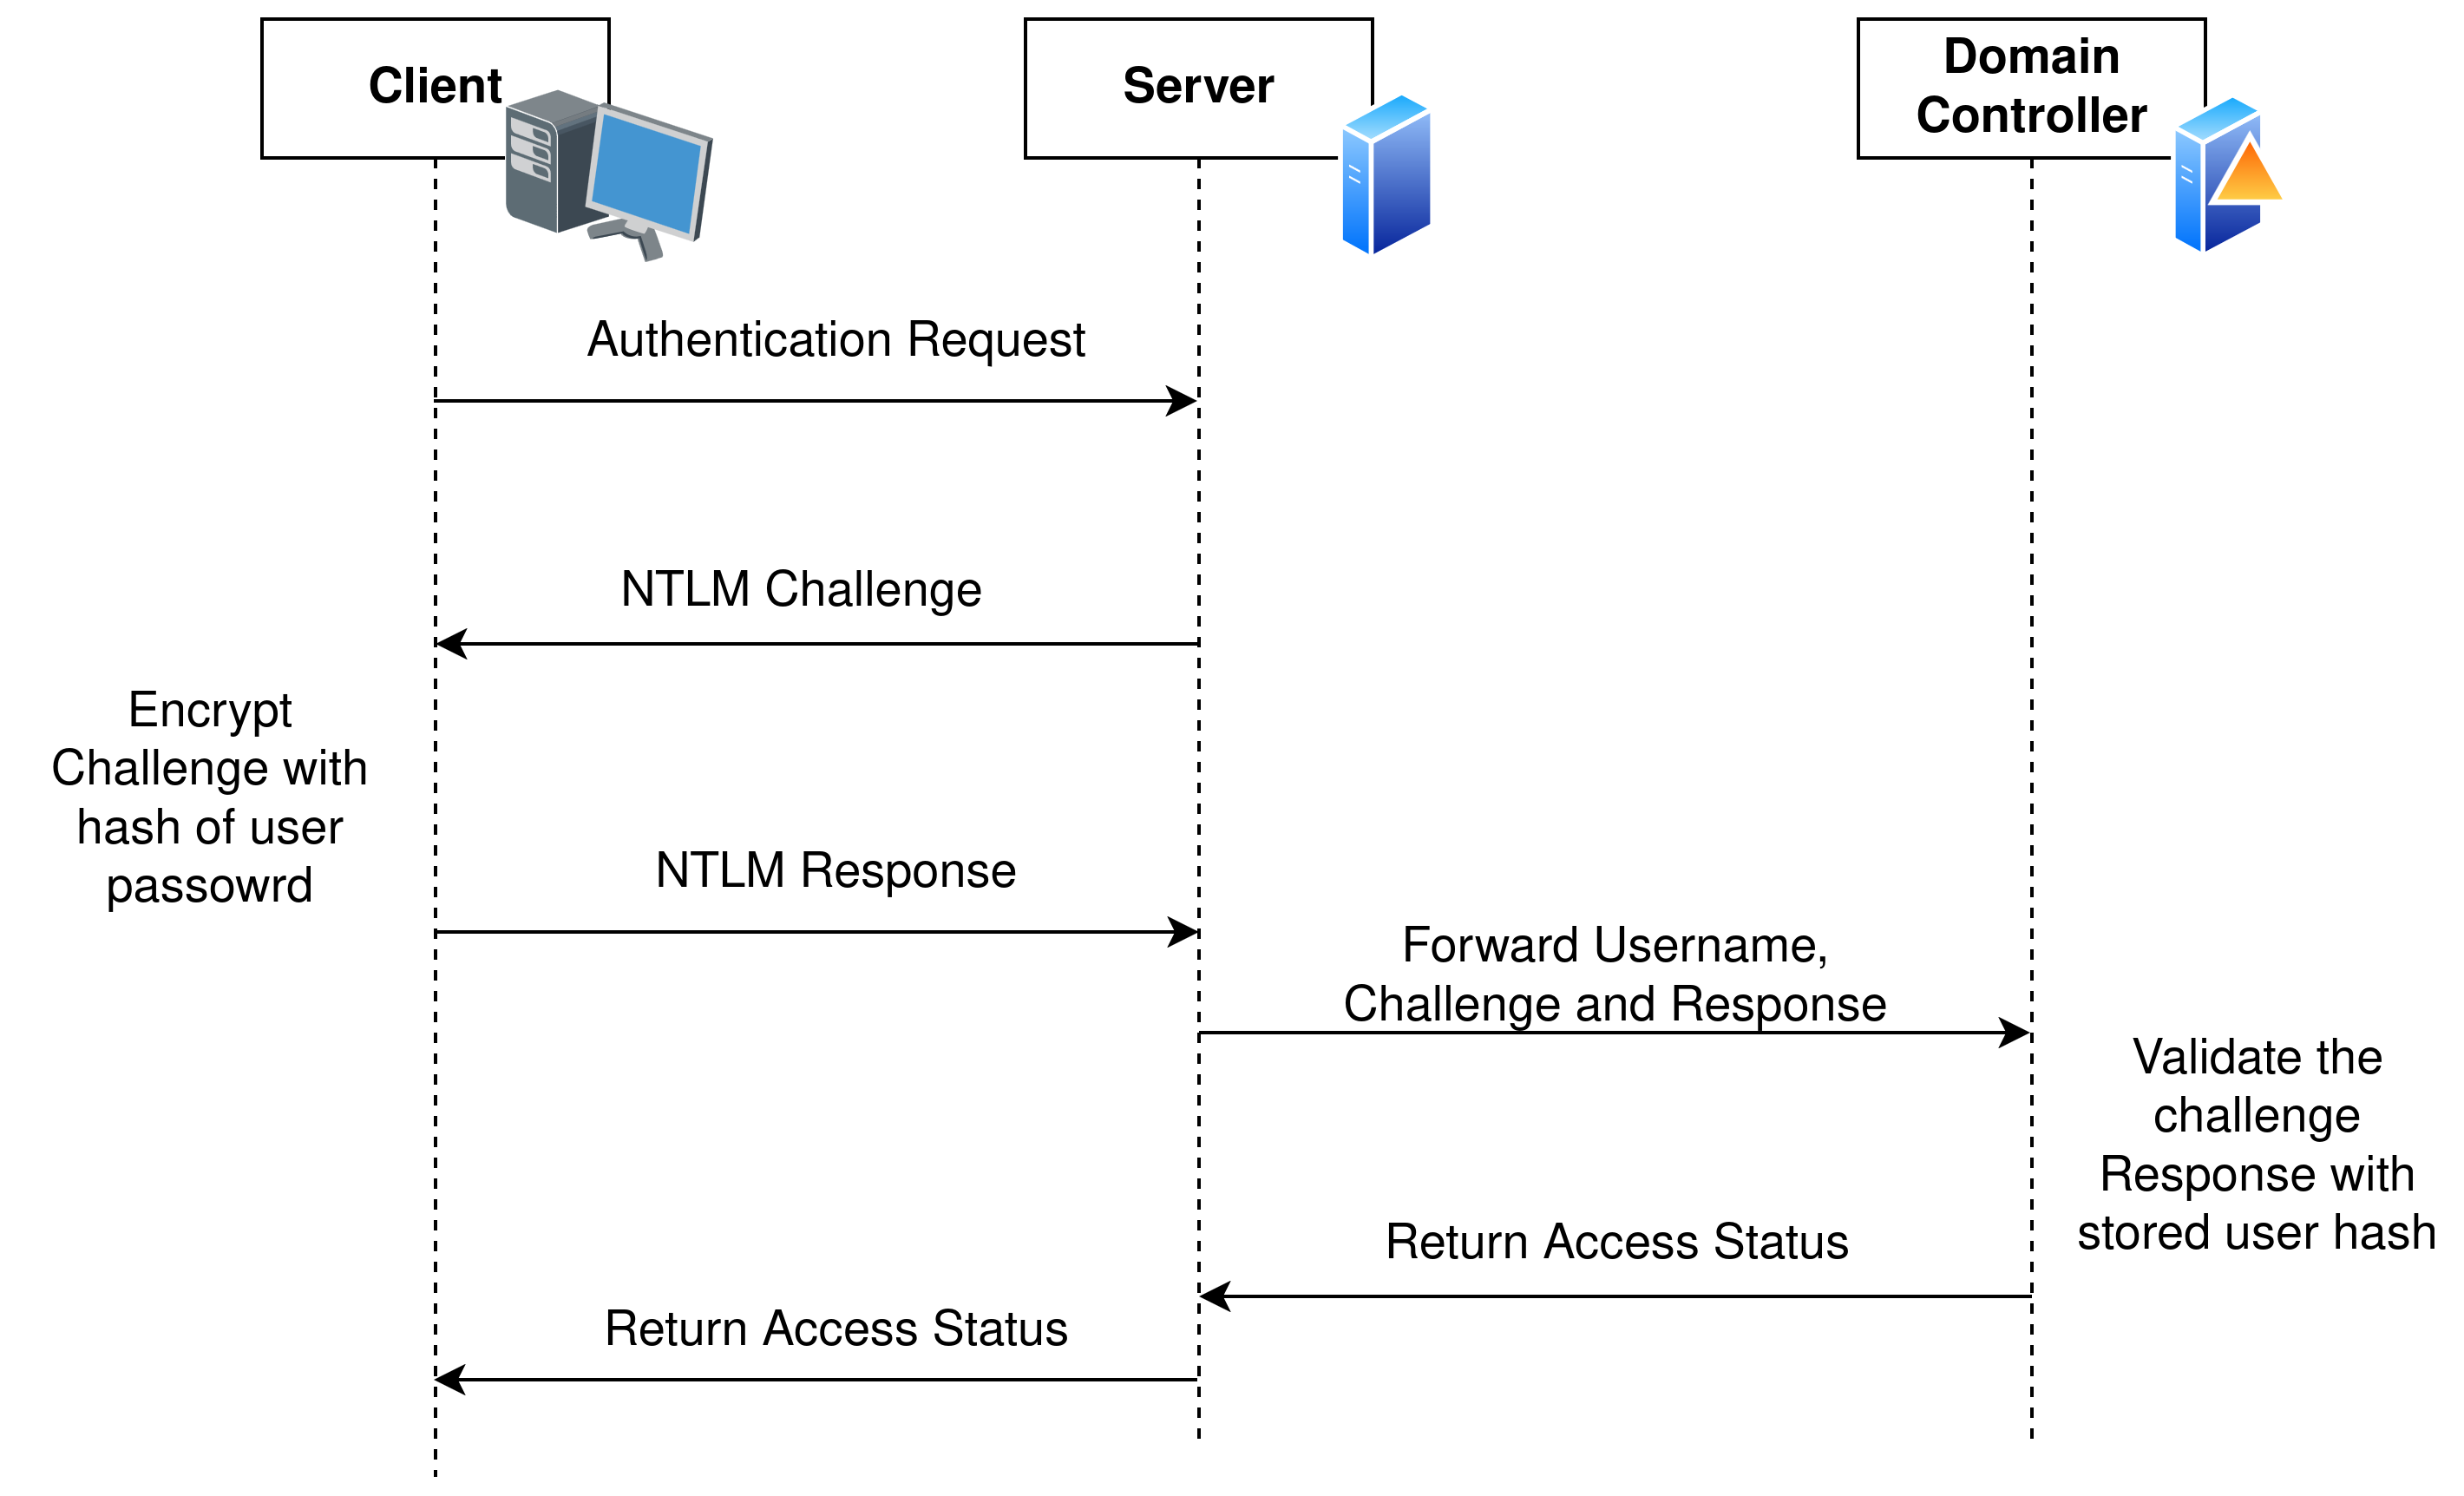 Client
Server
Domain
Controller
Authentication Request
NTLM Challenge
Encrypt
Challenge with
hash of user
passowrd
NTLM Response
Forward Username,
Challenge and Response
Validate the
challenge
Response with
stored user hash
Return Access Status
Return Access Status